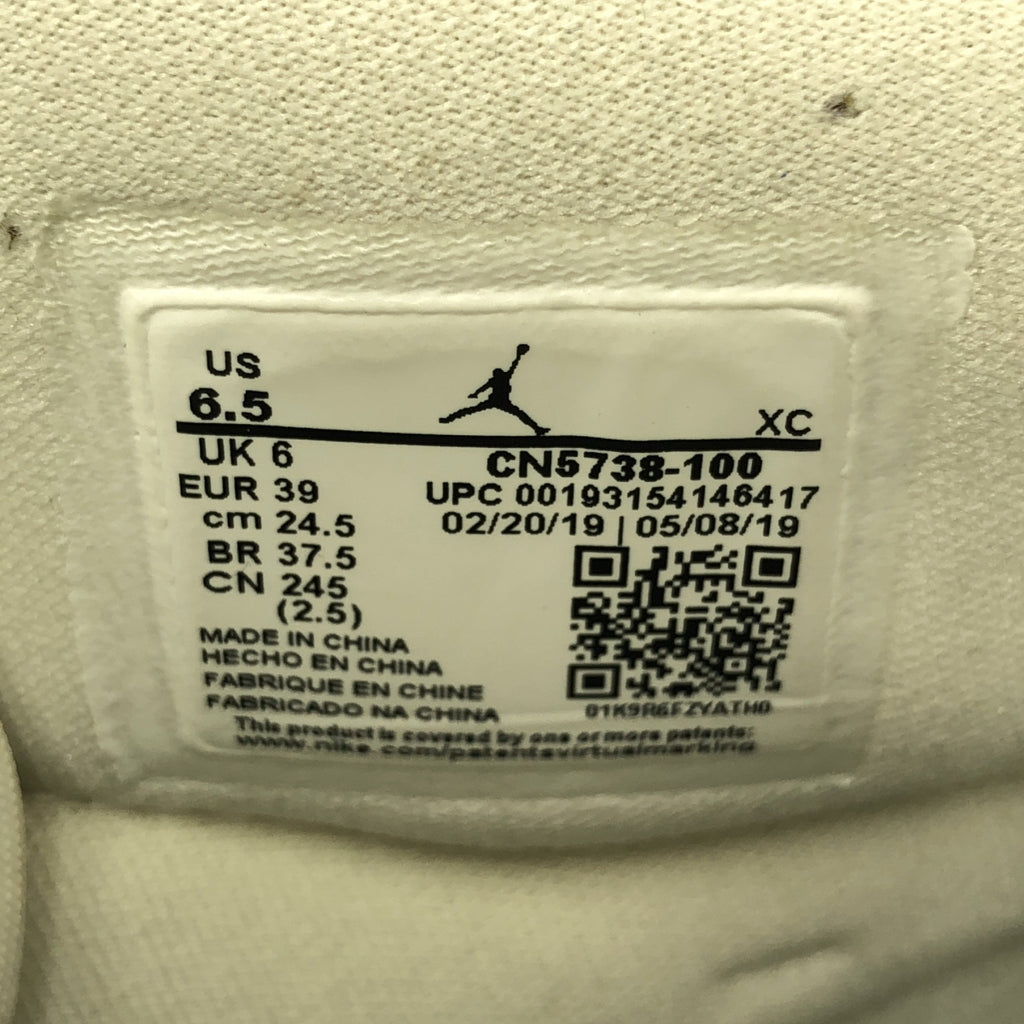 US
6.5
XC
UK 6
CN5738-100
EUR 39
UPC 00193154146417
cm 24.5
02/20/19 | 05/08/19
BR 37.5
CN 245
(2.5)
MADE IN CHINA
HECHO EN CHINA
FABRIQUE EN CHINE
FABRICADO NA CHINA
01K9R6FZYATH0
This product is covered by one or more patents:
www.nike.com/patentsvirtualmarking